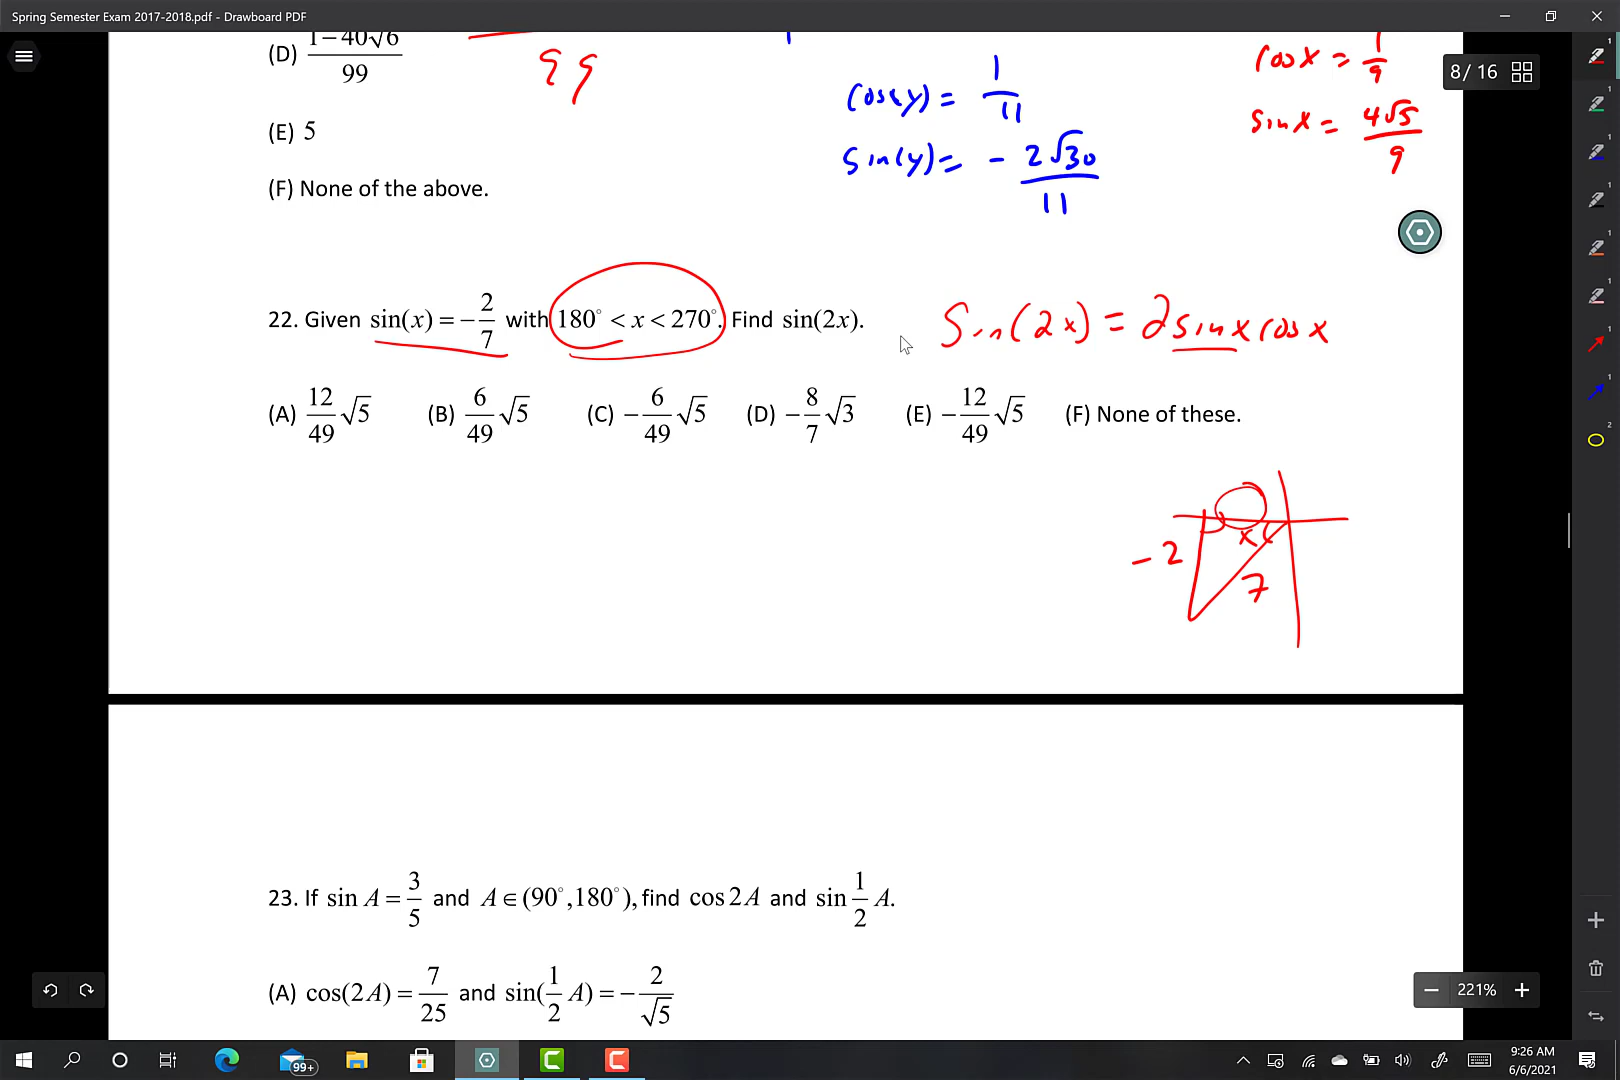 Spring Semester Exam 2017-2018.pdf - Drawboard PDF
8 / 16
(D) 1−40√6 / 99
99
cos(y) = 1/11
sin(y) = - 2√30 / 11
cosx = 1/9
sinx = 4√5 / 9
(E) 5
(F) None of the above.
22. Given sin(x) = −2/7 with 180° < x < 270°. Find sin(2x).
Sin(2x) = 2sinx cosx
(A) 12/49 √5 (B) 6/49 √5 (C) −6/49 √5 (D) −8/7 √3 (E) −12/49 √5 (F) None of these.
x
-2
7
23. If sin A = 3/5 and A ∈ (90°,180°), find cos 2A and sin 1/2 A.
(A) cos(2A) = 7/25 and sin(1/2 A) = −2/√5
221%
99+
9:26 AM
6/6/2021